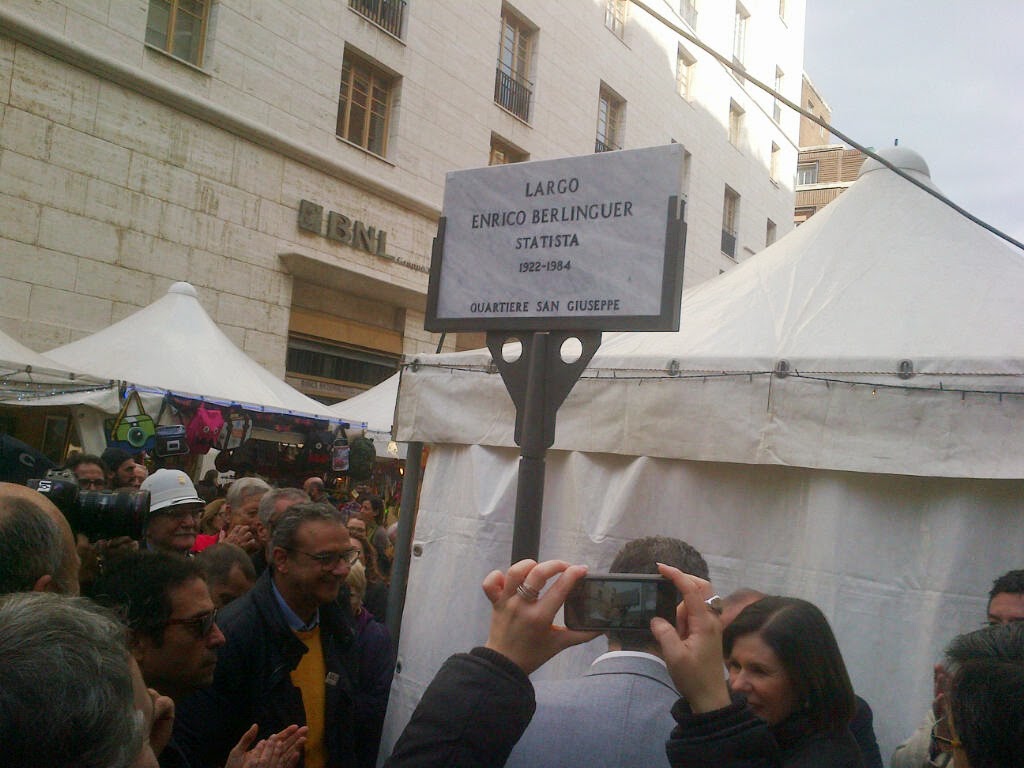 LARGO
ENRICO BERLINGUER
STATISTA
1922-1984
QUARTIERE SAN GIUSEPPE
BNL